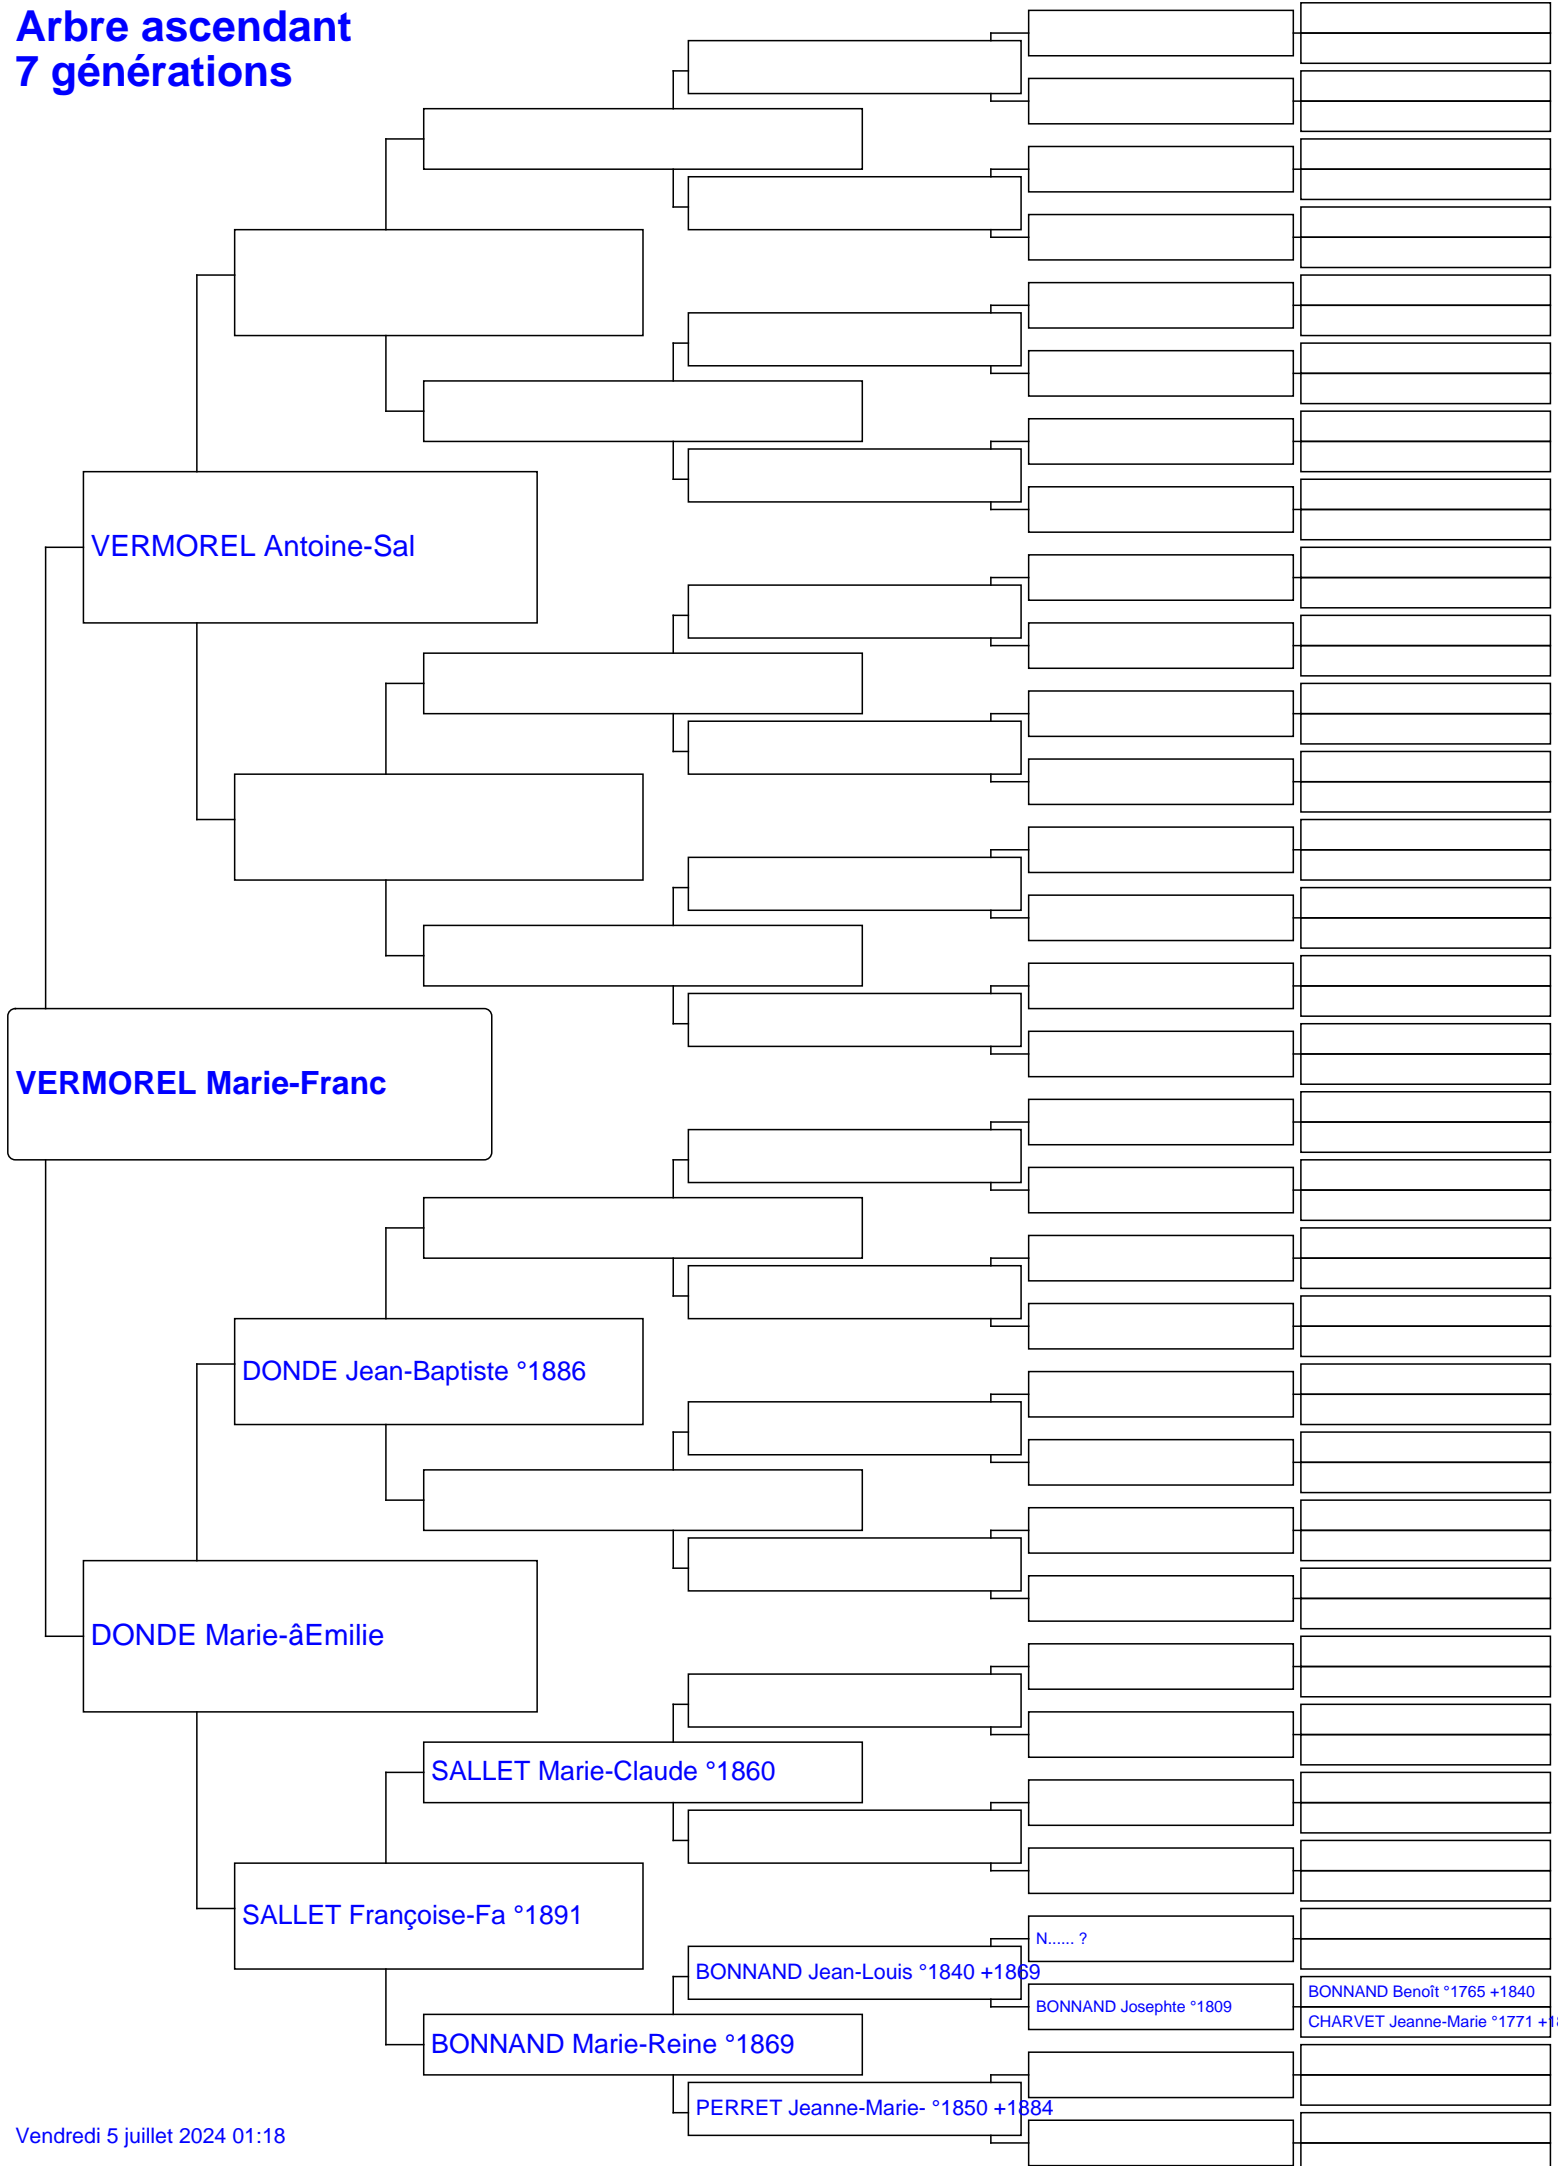 Arbre ascendant
7 générations
VERMOREL Antoine-Sal
VERMOREL Marie-Franc
DONDE Jean-Baptiste °1886
DONDE Marie-âEmilie
SALLET Marie-Claude °1860
SALLET Françoise-Fa °1891
N...... ?
BONNAND Jean-Louis °1840 +1869
BONNAND Benoît °1765 +1840
BONNAND Josephte °1809
CHARVET Jeanne-Marie °1771 +18
BONNAND Marie-Reine °1869
PERRET Jeanne-Marie- °1850 +1884
Vendredi 5 juillet 2024 01:18